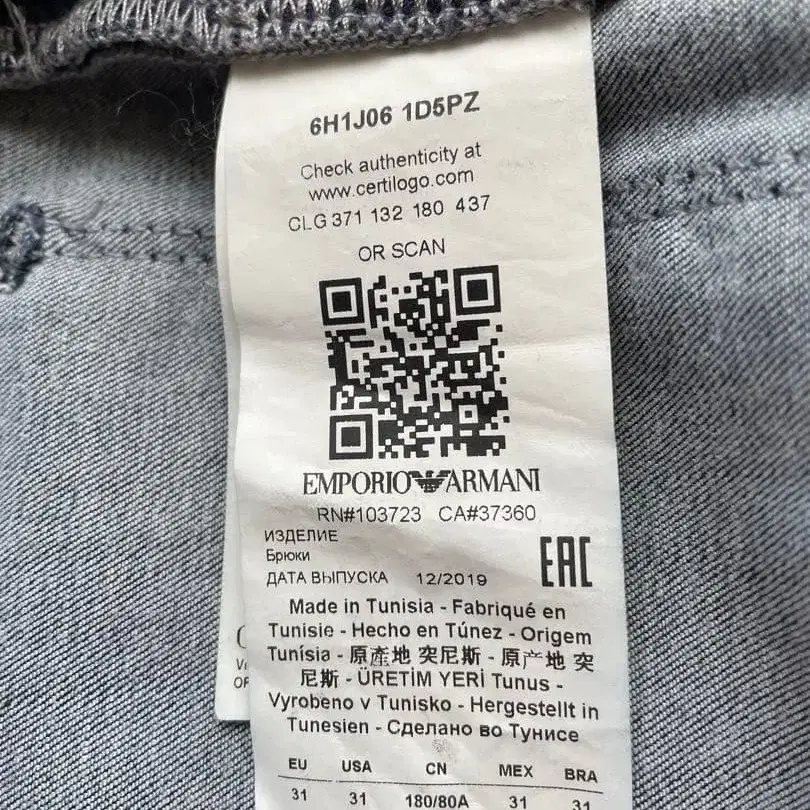 6H1J06 1D5PZ
Check authenticity at
www.certilogo.com
CLG 371 132 180 437
OR SCAN
EMPORIO ARMANI
RN#103723 CA#37360
ИЗДЕЛИЕ
Брюки
ДАТА ВЫПУСКА 12/2019
EAC
Made in Tunisia - Fabriqué en
Tunisie - Hecho en Túnez - Origem
Tunísia - 原產地 突尼斯 - 原产地 突
尼斯 - ÜRETİM YERİ Tunus -
Vyrobeno v Tunisko - Hergestellt in
Tunesien - Сделано во Тунисе
EU USA CN MEX BRA
31 31 180/80A 31 31